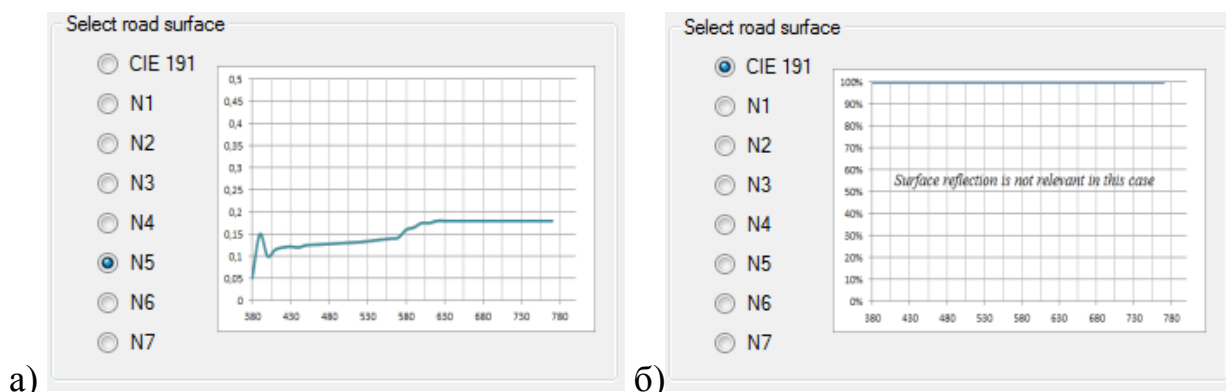 Select road surface
CIE 191
N1
N2
N3
N4
N5
N6
N7
0,5
0,45
0,4
0,35
0,3
0,25
0,2
0,15
0,1
0,05
0
380 430 480 530 580 630 680 730 780
а)
Select road surface
CIE 191
N1
N2
N3
N4
N5
N6
N7
100%
90%
80%
70%
60%
50%
40%
30%
20%
10%
0%
Surface reflection is not relevant in this case
380 430 480 530 580 630 680 730 780
б)